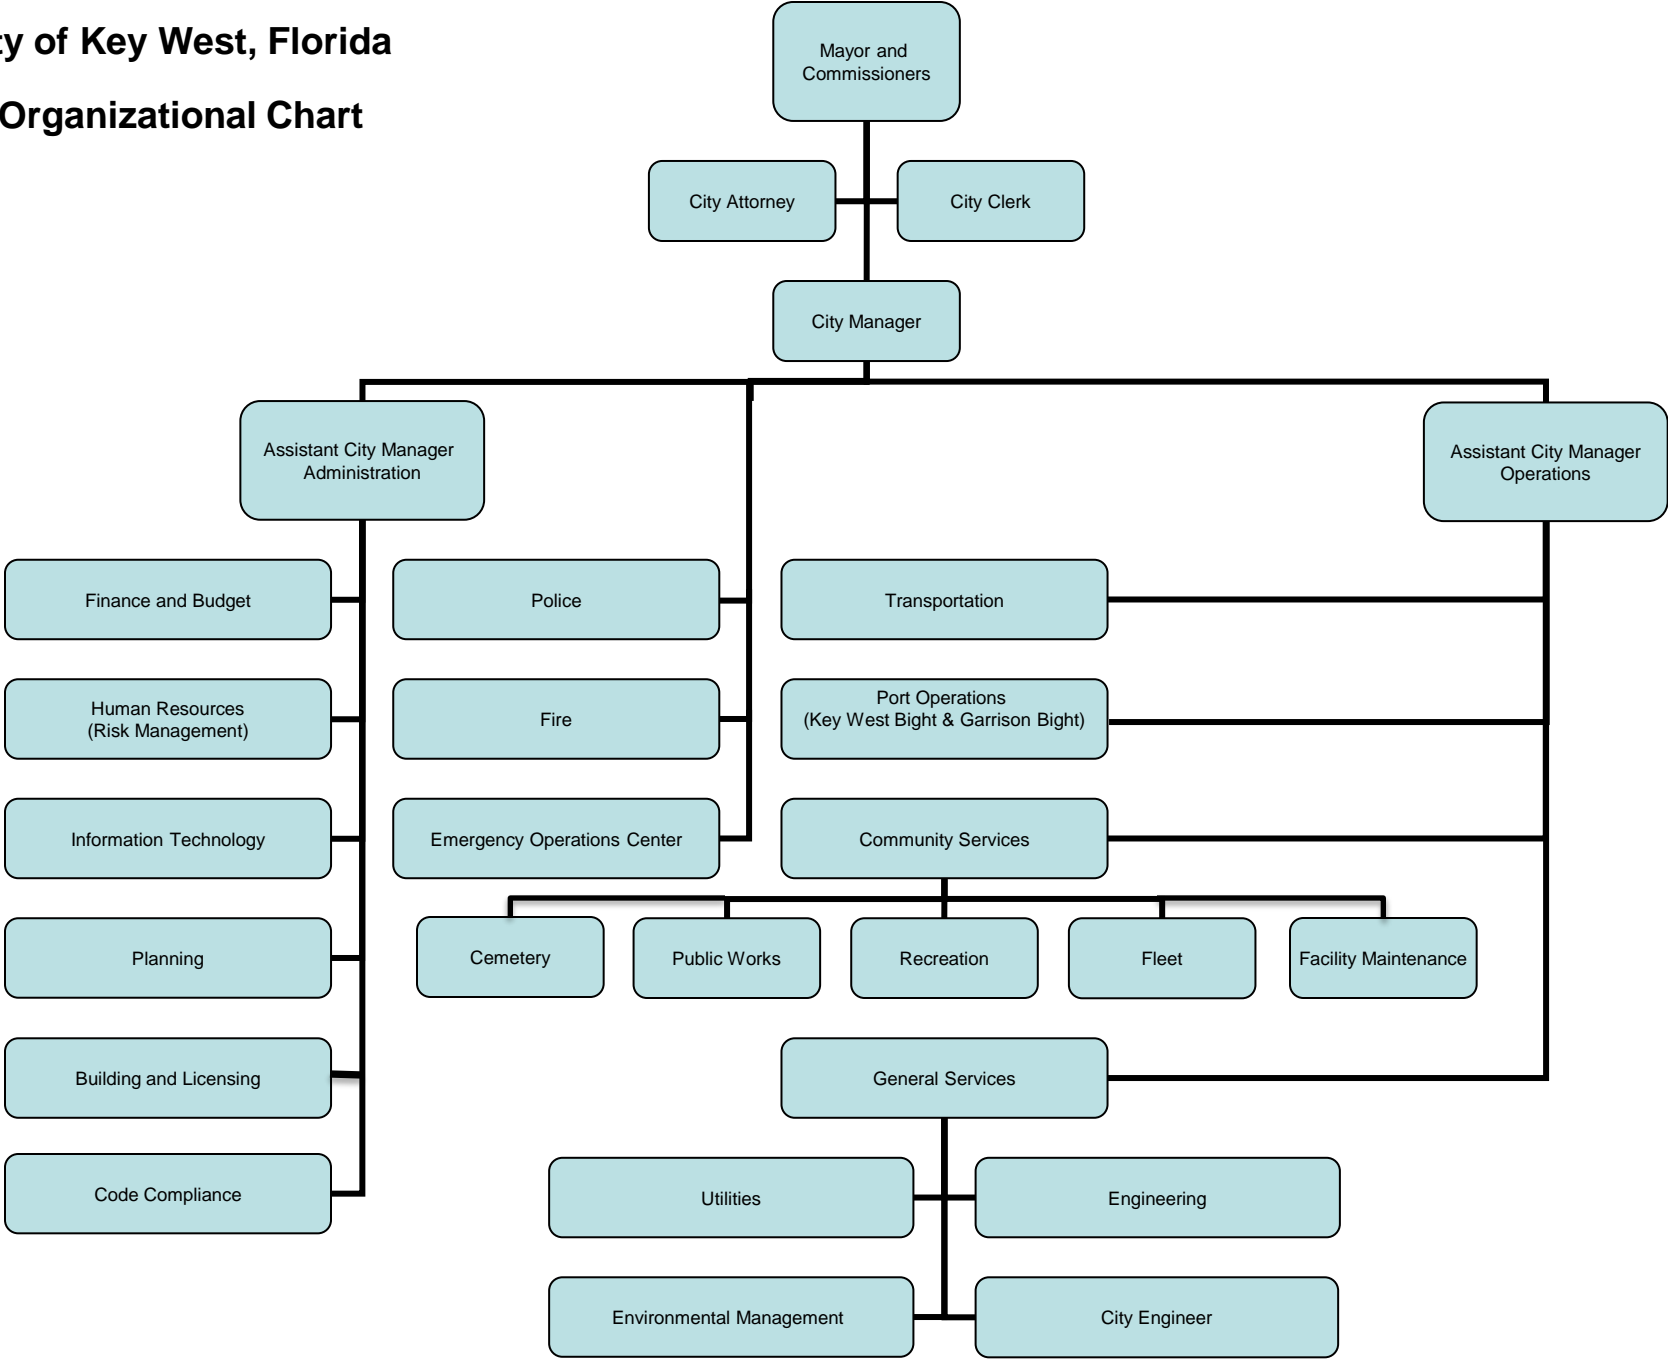 of Key West, Florida
Organizational Chart
Mayor and
Commissioners
City Attorney
City Clerk
City Manager
Assistant City Manager
Administration
Assistant City Manager
Operations
Finance and Budget
Police
Transportation
Human Resources
(Risk Management)
Fire
Port Operations
(Key West Bight & Garrison Bight)
Information Technology
Emergency Operations Center
Community Services
Planning
Cemetery
Public Works
Recreation
Fleet
Facility Maintenance
Building and Licensing
General Services
Code Compliance
Utilities
Engineering
Environmental Management
City Engineer